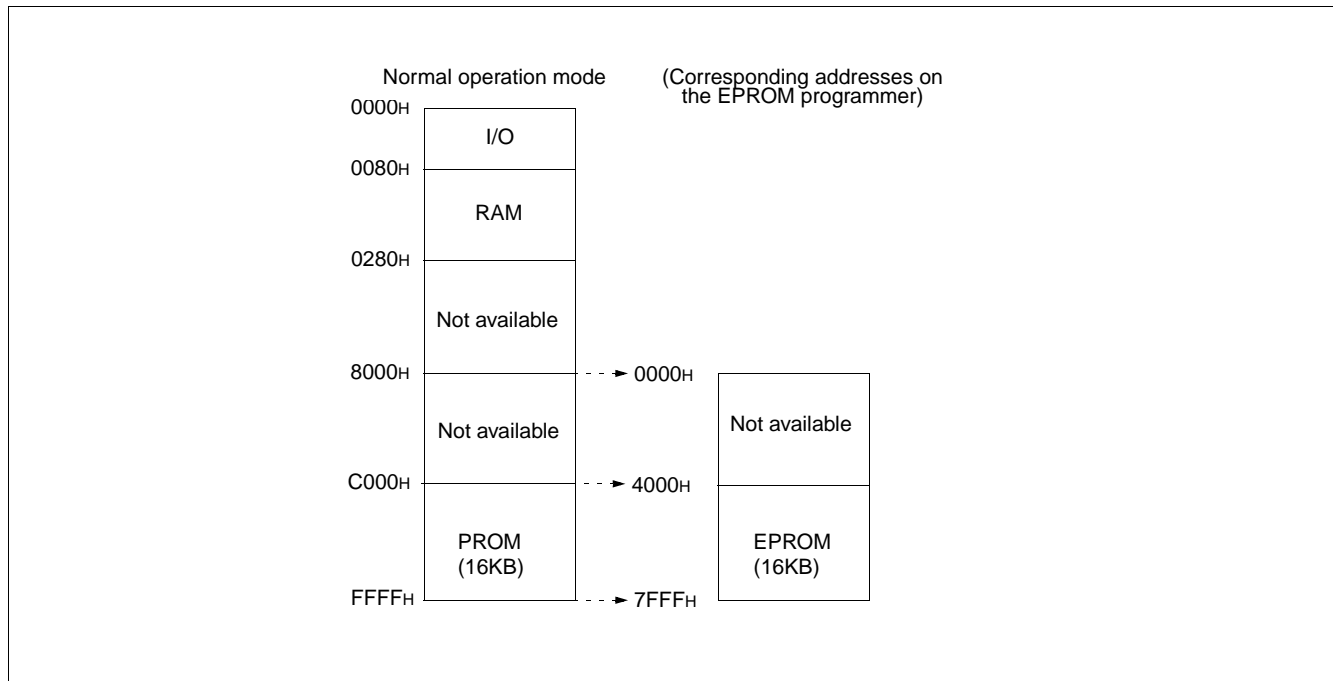 Normal operation mode
(Corresponding addresses on
the EPROM programmer)
0000H
I/O
0080H
RAM
0280H
Not available
8000H
0000H
Not available
Not available
C000H
4000H
PROM
(16KB)
EPROM
(16KB)
FFFFH
7FFFH